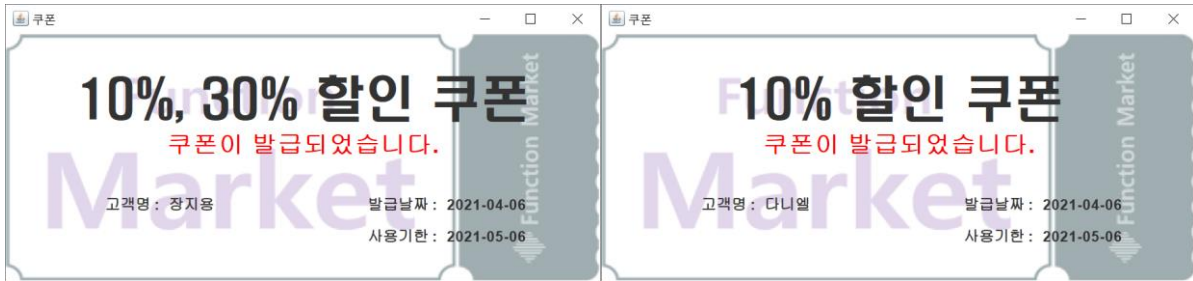 쿠폰
10%, 30% 할인 쿠폰
쿠폰이 발급되었습니다.
고객명 : 장지용
발급날짜 : 2021-04-06
사용기한 : 2021-05-06
Function
Market
Function Market
쿠폰
10% 할인 쿠폰
쿠폰이 발급되었습니다.
고객명 : 다니엘
발급날짜 : 2021-04-06
사용기한 : 2021-05-06
Function
Market
Function Market